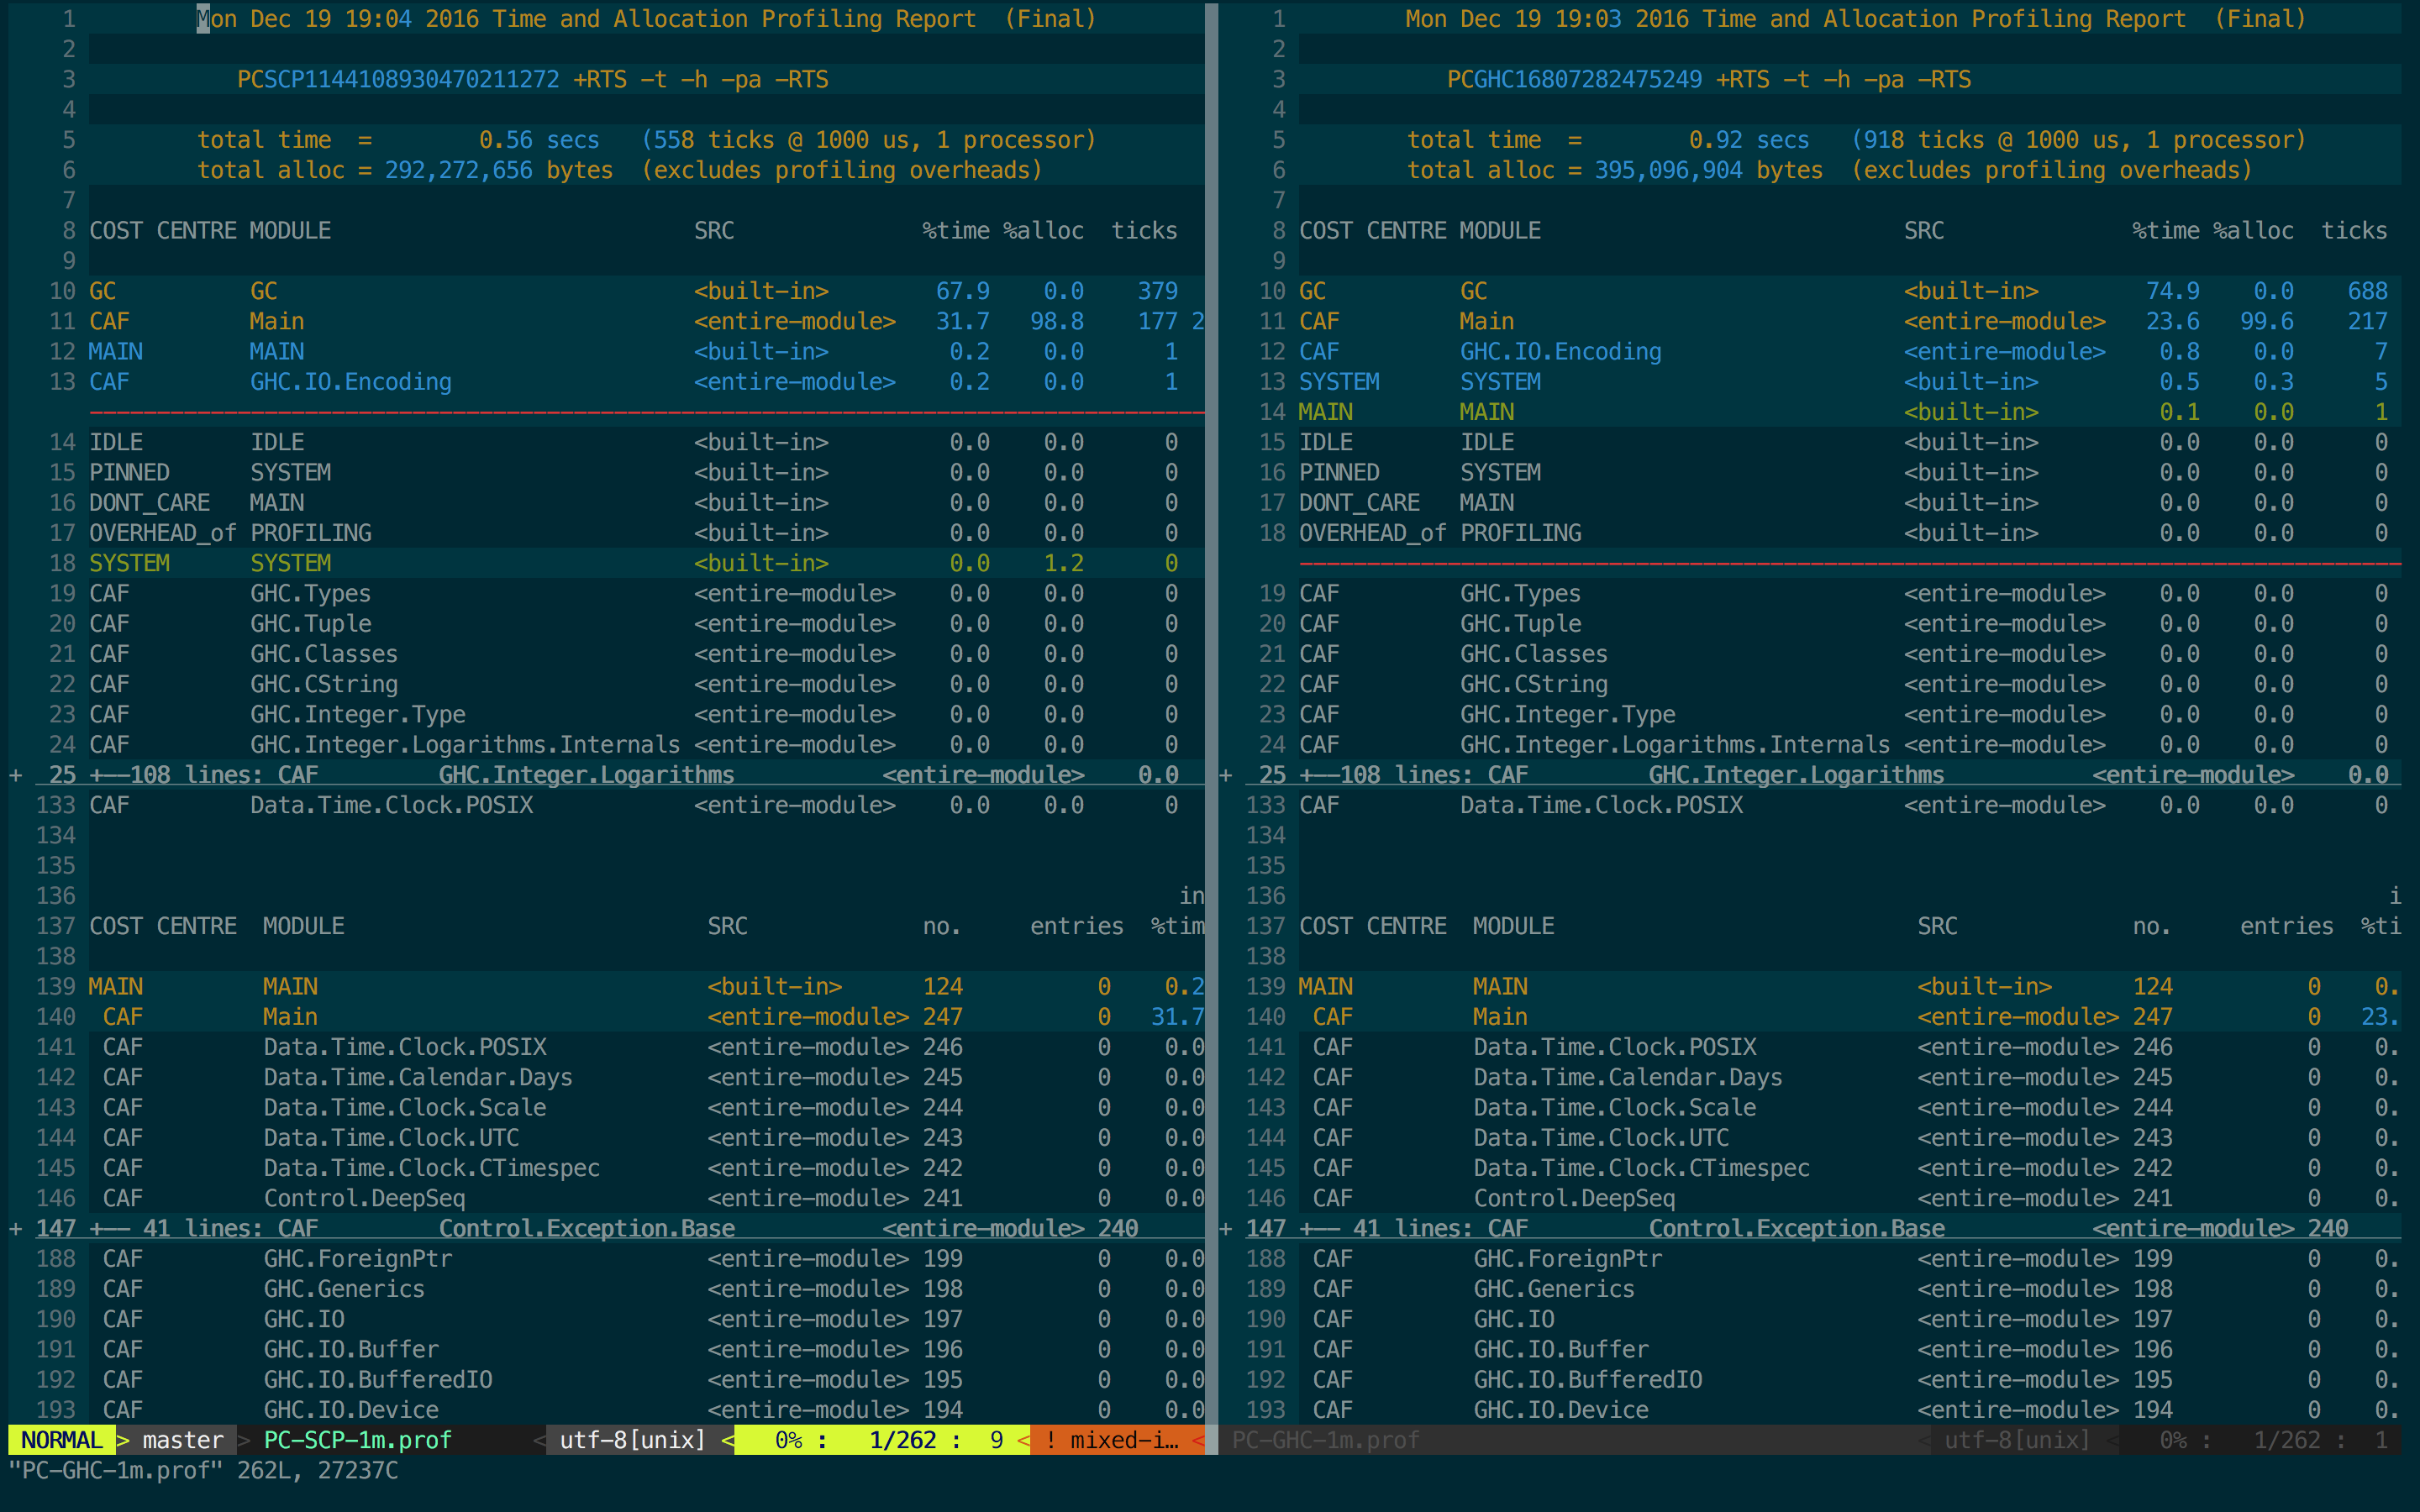 1 Mon Dec 19 19:04 2016 Time and Allocation Profiling Report (Final)
2
3 PCSCP1144108930470211272 +RTS -t -h -pa -RTS
4
5 total time = 0.56 secs (558 ticks @ 1000 us, 1 processor)
6 total alloc = 292,272,656 bytes (excludes profiling overheads)
7
8 COST CENTRE MODULE SRC %time %alloc ticks
9
10 GC GC <built-in> 67.9 0.0 379
11 CAF Main <entire-module> 31.7 98.8 177 2
12 MAIN MAIN <built-in> 0.2 0.0 1
13 CAF GHC.IO.Encoding <entire-module> 0.2 0.0 1
14 IDLE IDLE <built-in> 0.0 0.0 0
15 PINNED SYSTEM <built-in> 0.0 0.0 0
16 DONT_CARE MAIN <built-in> 0.0 0.0 0
17 OVERHEAD_of PROFILING <built-in> 0.0 0.0 0
18 SYSTEM SYSTEM <built-in> 0.0 1.2 0
19 CAF GHC.Types <entire-module> 0.0 0.0 0
20 CAF GHC.Tuple <entire-module> 0.0 0.0 0
21 CAF GHC.Classes <entire-module> 0.0 0.0 0
22 CAF GHC.CString <entire-module> 0.0 0.0 0
23 CAF GHC.Integer.Type <entire-module> 0.0 0.0 0
24 CAF GHC.Integer.Logarithms.Internals <entire-module> 0.0 0.0 0
+ 25 +--108 lines: CAF GHC.Integer.Logarithms <entire-module> 0.0
133 CAF Data.Time.Clock.POSIX <entire-module> 0.0 0.0 0
134
135
136 in
137 COST CENTRE MODULE SRC no. entries %tim
138
139 MAIN MAIN <built-in> 124 0 0.2
140 CAF Main <entire-module> 247 0 31.7
141 CAF Data.Time.Clock.POSIX <entire-module> 246 0 0.0
142 CAF Data.Time.Calendar.Days <entire-module> 245 0 0.0
143 CAF Data.Time.Clock.Scale <entire-module> 244 0 0.0
144 CAF Data.Time.Clock.UTC <entire-module> 243 0 0.0
145 CAF Data.Time.Clock.CTimespec <entire-module> 242 0 0.0
146 CAF Control.DeepSeq <entire-module> 241 0 0.0
+ 147 +-- 41 lines: CAF Control.Exception.Base <entire-module> 240
188 CAF GHC.ForeignPtr <entire-module> 199 0 0.0
189 CAF GHC.Generics <entire-module> 198 0 0.0
190 CAF GHC.IO <entire-module> 197 0 0.0
191 CAF GHC.IO.Buffer <entire-module> 196 0 0.0
192 CAF GHC.IO.BufferedIO <entire-module> 195 0 0.0
193 CAF GHC.IO.Device <entire-module> 194 0 0.0
NORMAL > master > PC-SCP-1m.prof < utf-8[unix] < 0% : 1/262 : 9 < ! mixed-i… <
1 Mon Dec 19 19:03 2016 Time and Allocation Profiling Report (Final)
2
3 PCGHC16807282475249 +RTS -t -h -pa -RTS
4
5 total time = 0.92 secs (918 ticks @ 1000 us, 1 processor)
6 total alloc = 395,096,904 bytes (excludes profiling overheads)
7
8 COST CENTRE MODULE SRC %time %alloc ticks
9
10 GC GC <built-in> 74.9 0.0 688
11 CAF Main <entire-module> 23.6 99.6 217
12 CAF GHC.IO.Encoding <entire-module> 0.8 0.0 7
13 SYSTEM SYSTEM <built-in> 0.5 0.3 5
14 MAIN MAIN <built-in> 0.1 0.0 1
15 IDLE IDLE <built-in> 0.0 0.0 0
16 PINNED SYSTEM <built-in> 0.0 0.0 0
17 DONT_CARE MAIN <built-in> 0.0 0.0 0
18 OVERHEAD_of PROFILING <built-in> 0.0 0.0 0
19 CAF GHC.Types <entire-module> 0.0 0.0 0
20 CAF GHC.Tuple <entire-module> 0.0 0.0 0
21 CAF GHC.Classes <entire-module> 0.0 0.0 0
22 CAF GHC.CString <entire-module> 0.0 0.0 0
23 CAF GHC.Integer.Type <entire-module> 0.0 0.0 0
24 CAF GHC.Integer.Logarithms.Internals <entire-module> 0.0 0.0 0
+ 25 +--108 lines: CAF GHC.Integer.Logarithms <entire-module> 0.0
133 CAF Data.Time.Clock.POSIX <entire-module> 0.0 0.0 0
134
135
136 i
137 COST CENTRE MODULE SRC no. entries %ti
138
139 MAIN MAIN <built-in> 124 0 0.
140 CAF Main <entire-module> 247 0 23.
141 CAF Data.Time.Clock.POSIX <entire-module> 246 0 0.
142 CAF Data.Time.Calendar.Days <entire-module> 245 0 0.
143 CAF Data.Time.Clock.Scale <entire-module> 244 0 0.
144 CAF Data.Time.Clock.UTC <entire-module> 243 0 0.
145 CAF Data.Time.Clock.CTimespec <entire-module> 242 0 0.
146 CAF Control.DeepSeq <entire-module> 241 0 0.
+ 147 +-- 41 lines: CAF Control.Exception.Base <entire-module> 240
188 CAF GHC.ForeignPtr <entire-module> 199 0 0.
189 CAF GHC.Generics <entire-module> 198 0 0.
190 CAF GHC.IO <entire-module> 197 0 0.
191 CAF GHC.IO.Buffer <entire-module> 196 0 0.
192 CAF GHC.IO.BufferedIO <entire-module> 195 0 0.
193 CAF GHC.IO.Device <entire-module> 194 0 0.
PC-GHC-1m.prof < utf-8[unix] < 0% : 1/262 : 1
"PC-GHC-1m.prof" 262L, 27237C